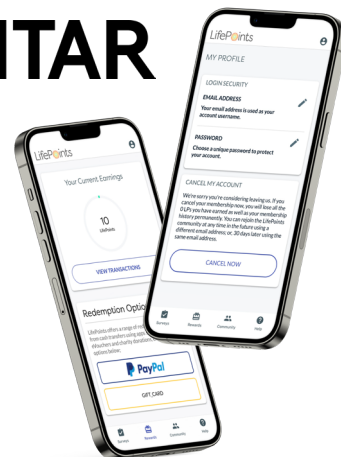 NTAR
LifePoints
MY PROFILE
LOGIN SECURITY
EMAIL ADDRESS
Your email address is used as your
account username.
PASSWORD
Choose a unique password to protect
your account.
CANCEL MY ACCOUNT
We're sorry you're considering leaving us. If you
cancel your membership now, you will lose all the
0 LPs you have earned as well as your membership
history permanently. You can rejoin the LifePoints
community at any time in the future using a
different email address; or, 30 days later using the
same email address.
CANCEL NOW
Surveys
Rewards
Community
Help
LifePoints
Your Current Earnings
10
LifePoints
VIEW TRANSACTIONS
Redemption Optio
LifePoints offers a range of
from cash transfers using
eVouchers and charity donation
options below.
PayPal
GIFT_CARD
Surveys
Rewards
Community
Help